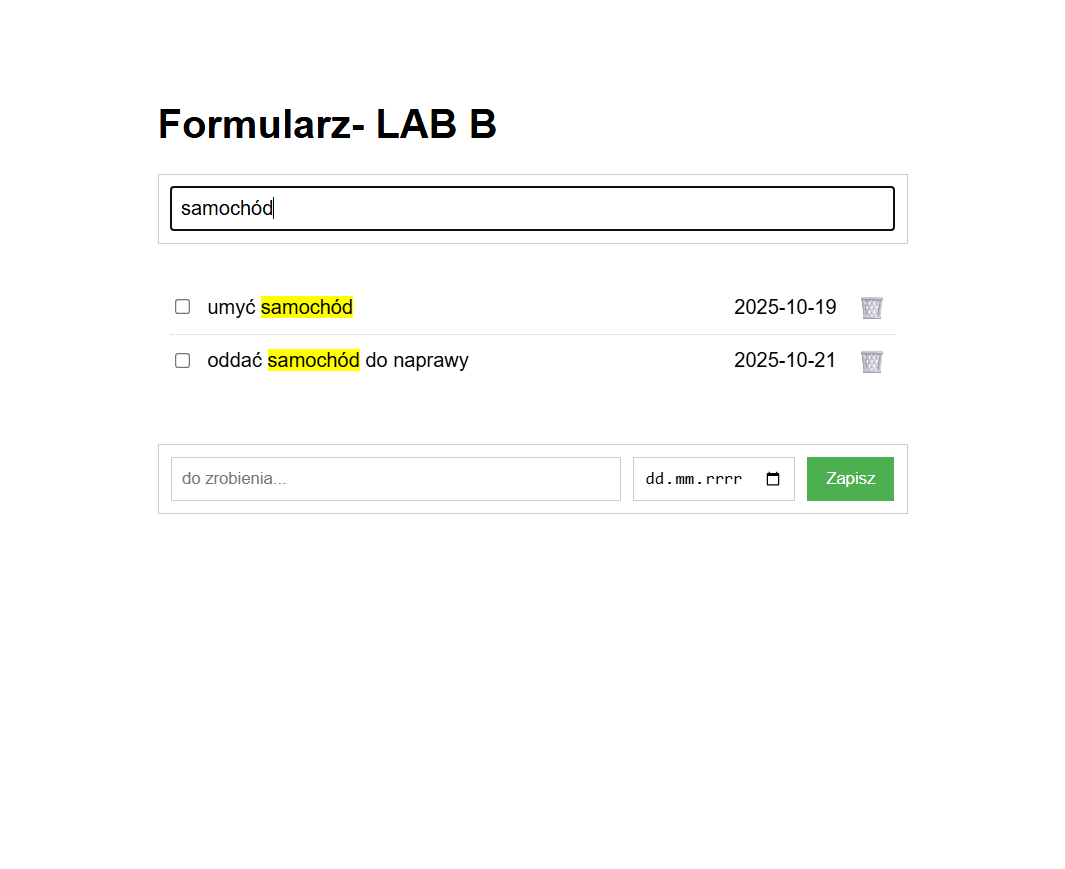 Formularz- LAB B
samochód
umyć samochód 2025-10-19
oddać samochód do naprawy 2025-10-21
do zrobienia... dd.mm.rrrr Zapisz